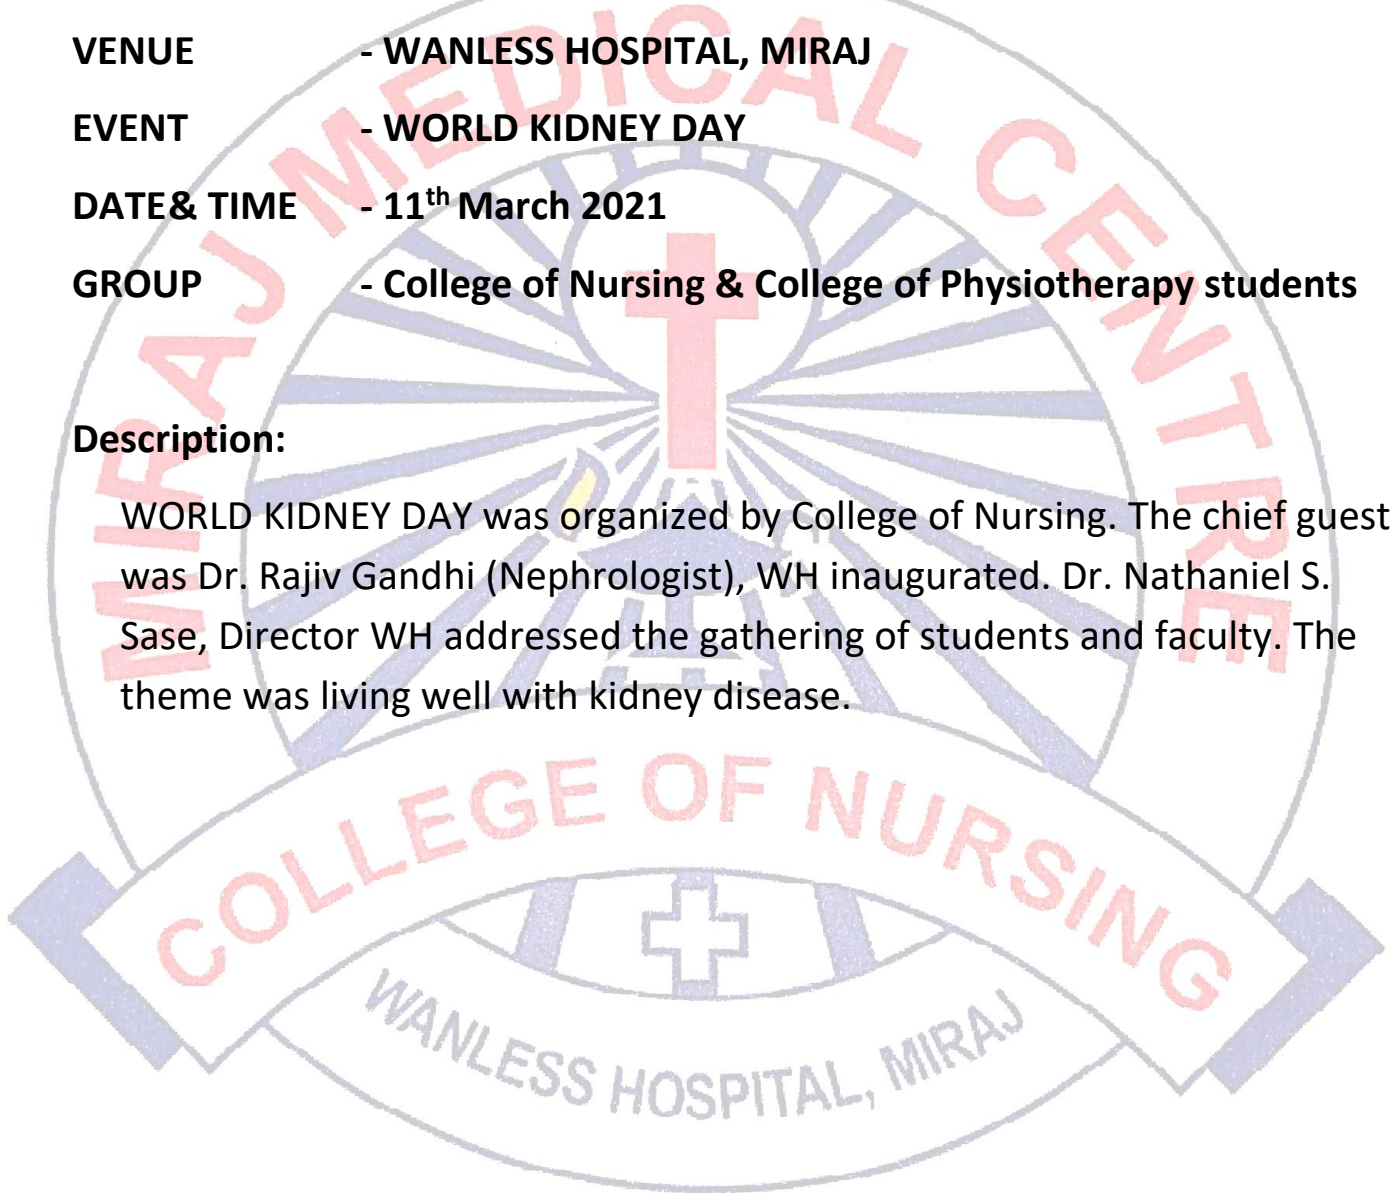 VENUE - WANLESS HOSPITAL, MIRAJ
EVENT - WORLD KIDNEY DAY
DATE& TIME - 11th March 2021
GROUP - College of Nursing & College of Physiotherapy students
Description:
WORLD KIDNEY DAY was organized by College of Nursing. The chief guest
was Dr. Rajiv Gandhi (Nephrologist), WH inaugurated. Dr. Nathaniel S.
Sase, Director WH addressed the gathering of students and faculty. The
theme was living well with kidney disease.
MIRAJ MEDICAL CENTRE
COLLEGE OF NURSING
WANLESS HOSPITAL, MIRAJ